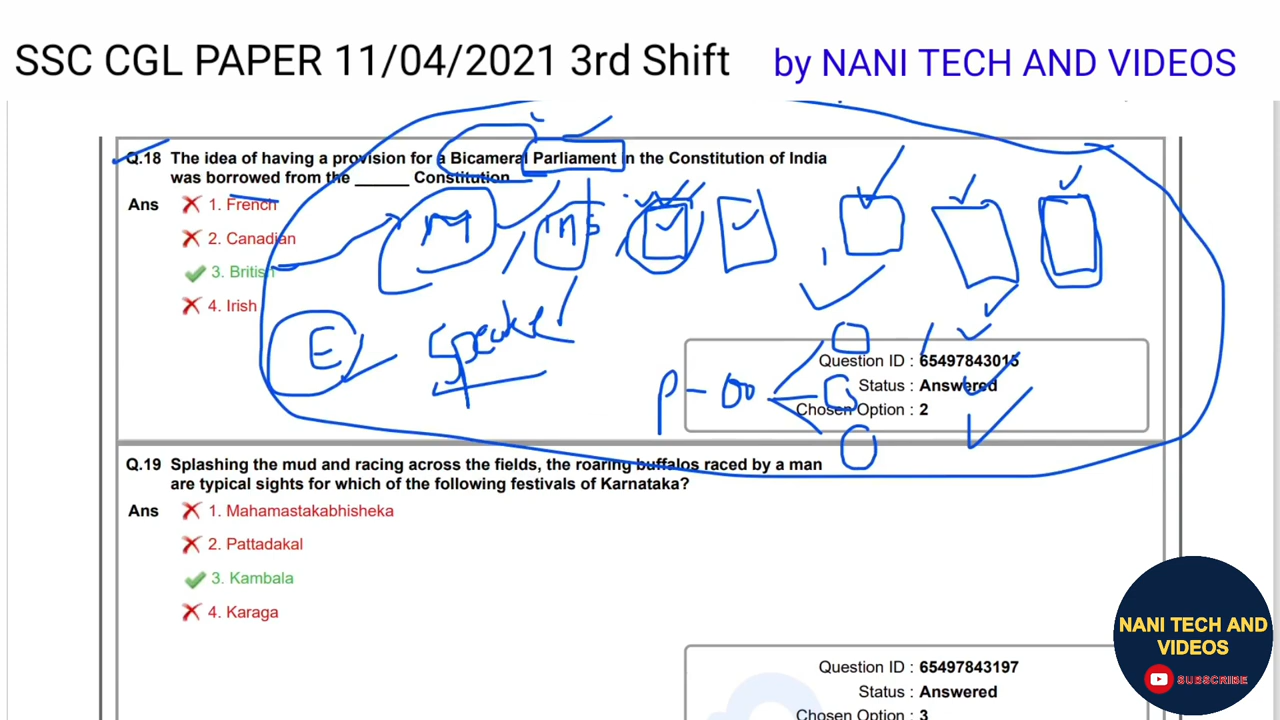 SSC CGL PAPER 11/04/2021 3rd Shift by NANI TECH AND VIDEOS
Q.18 The idea of having a provision for a Bicameral Parliament in the Constitution of India
was borrowed from the ______ Constitution.
Ans 1. French
2. Canadian
3. British
4. Irish
M
E
Speaker
Question ID : 65497843015
Status : Answered
Chosen Option : 2
Q.19 Splashing the mud and racing across the fields, the roaring buffalos raced by a man
are typical sights for which of the following festivals of Karnataka?
Ans 1. Mahamastakabhisheka
2. Pattadakal
3. Kambala
4. Karaga
Question ID : 65497843197
Status : Answered
Chosen Option : 3
NANI TECH AND
VIDEOS
SUBSCRIBE